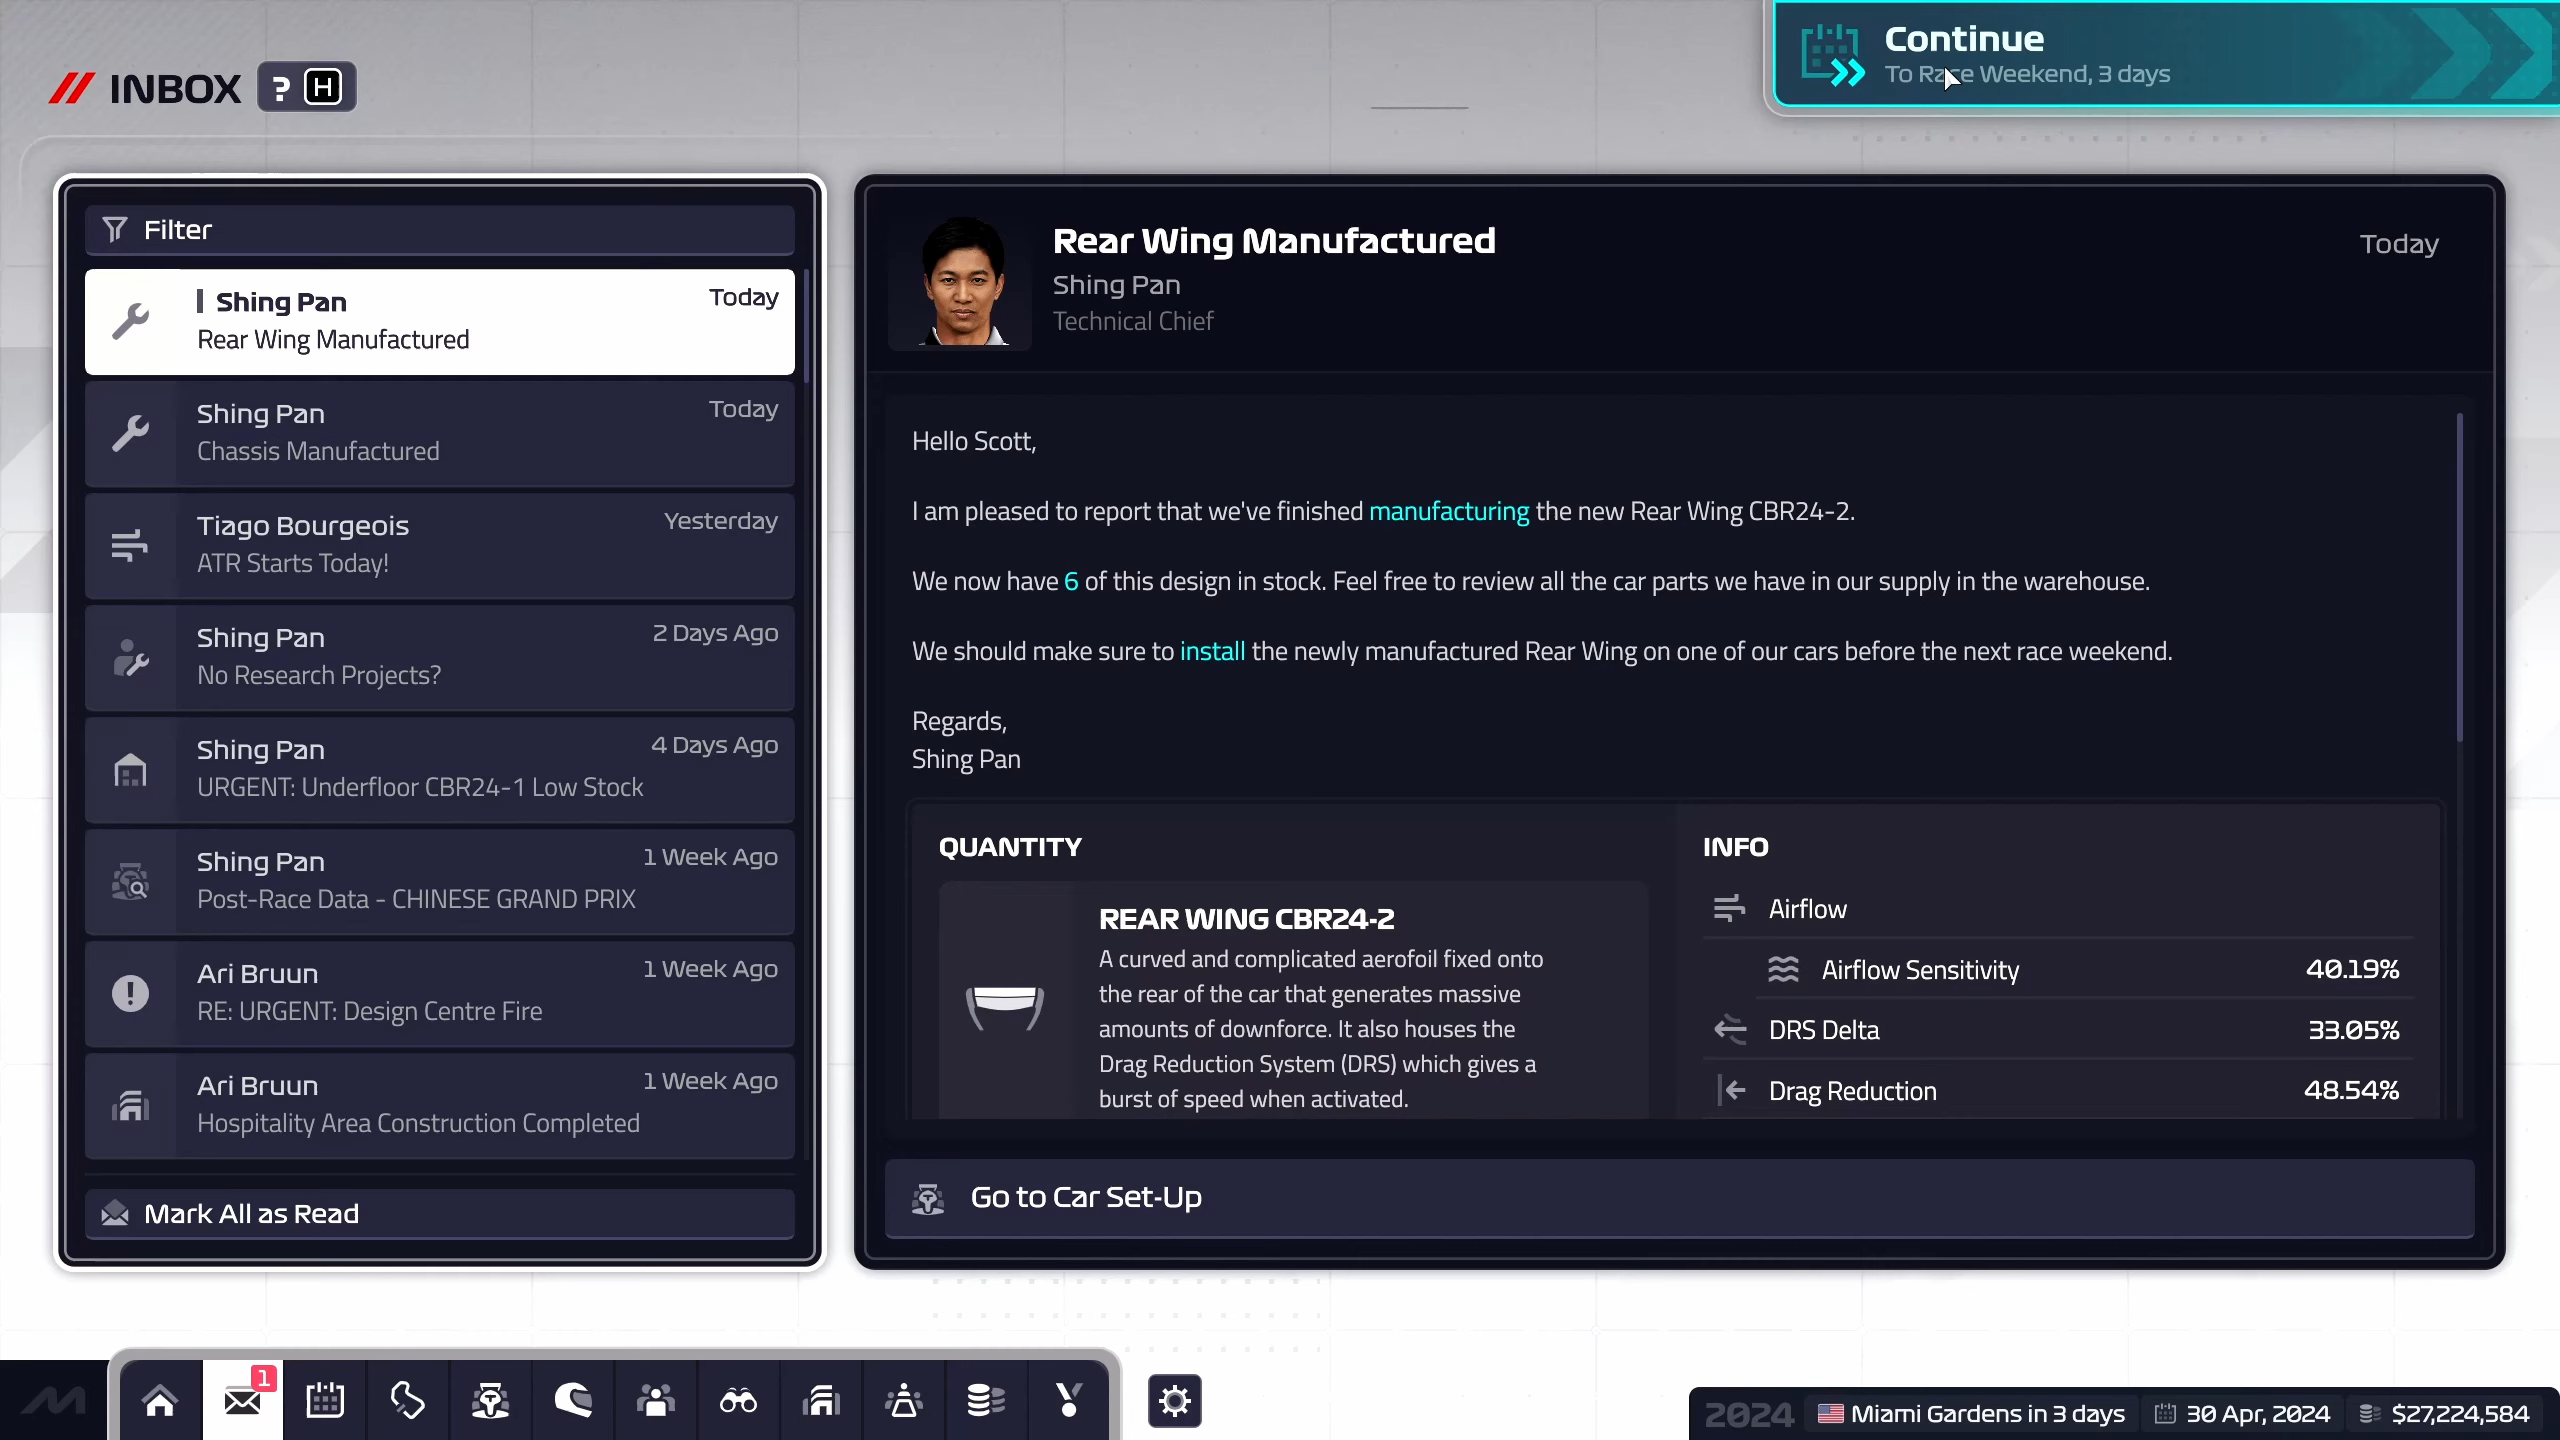 INBOX
? H
Continue
To Race Weekend, 3 days
Filter
Shing Pan
Today
Rear Wing Manufactured
Shing Pan
Today
Chassis Manufactured
Tiago Bourgeois
Yesterday
ATR Starts Today!
Shing Pan
2 Days Ago
No Research Projects?
Shing Pan
4 Days Ago
URGENT: Underfloor CBR24-1 Low Stock
Shing Pan
1 Week Ago
Post-Race Data - CHINESE GRAND PRIX
Ari Bruun
1 Week Ago
RE: URGENT: Design Centre Fire
Ari Bruun
1 Week Ago
Hospitality Area Construction Completed
Mark All as Read
Rear Wing Manufactured
Today
Shing Pan
Technical Chief
Hello Scott,
I am pleased to report that we've finished manufacturing the new Rear Wing CBR24-2.
We now have 6 of this design in stock. Feel free to review all the car parts we have in our supply in the warehouse.
We should make sure to install the newly manufactured Rear Wing on one of our cars before the next race weekend.
Regards,
Shing Pan
QUANTITY
REAR WING CBR24-2
A curved and complicated aerofoil fixed onto
the rear of the car that generates massive
amounts of downforce. It also houses the
Drag Reduction System (DRS) which gives a
burst of speed when activated.
INFO
Airflow
Airflow Sensitivity 40.19%
DRS Delta 33.05%
Drag Reduction 48.54%
Go to Car Set-Up
1
2024 Miami Gardens in 3 days 30 Apr, 2024 $27,224,584